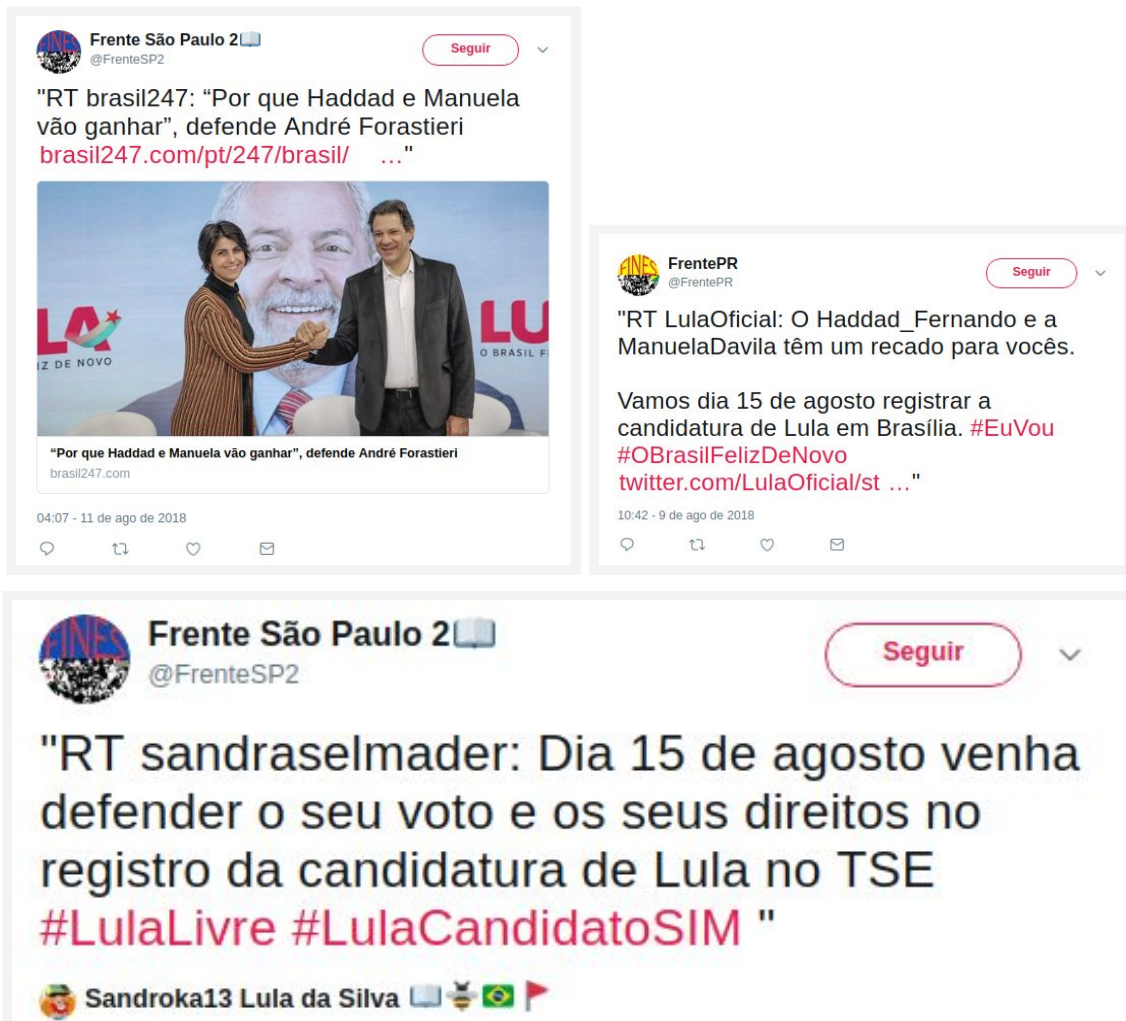 FINES
Frente São Paulo 2
@FrenteSP2
Seguir
"RT brasil247: “Por que Haddad e Manuela
vão ganhar”, defende André Forastieri
brasil247.com/pt/247/brasil/ …"
LA
IZ DE NOVO
LU
O BRASIL F
“Por que Haddad e Manuela vão ganhar”, defende André Forastieri
brasil247.com
04:07 - 11 de ago de 2018
FINES
FrentePR
@FrentePR
Seguir
"RT LulaOficial: O Haddad_Fernando e a
ManuelaDavila têm um recado para vocês.
Vamos dia 15 de agosto registrar a
candidatura de Lula em Brasília. #EuVou
#OBrasilFelizDeNovo
twitter.com/LulaOficial/st …"
10:42 - 9 de ago de 2018
FINES
Frente São Paulo 2
@FrenteSP2
Seguir
"RT sandraselmader: Dia 15 de agosto venha
defender o seu voto e os seus direitos no
registro da candidatura de Lula no TSE
#LulaLivre #LulaCandidatoSIM "
Sandroka13 Lula da Silva